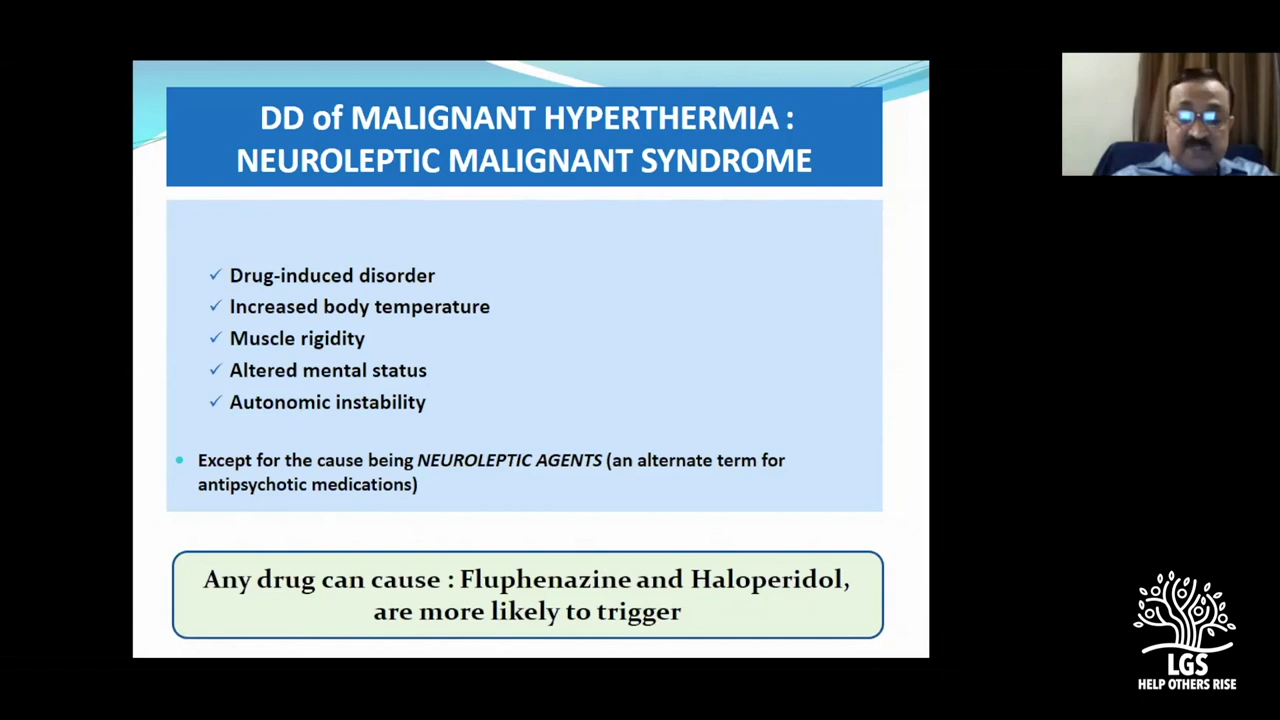 DD of MALIGNANT HYPERTHERMIA :
NEUROLEPTIC MALIGNANT SYNDROME
✓ Drug-induced disorder
✓ Increased body temperature
✓ Muscle rigidity
✓ Altered mental status
✓ Autonomic instability
• Except for the cause being NEUROLEPTIC AGENTS (an alternate term for
antipsychotic medications)
Any drug can cause : Fluphenazine and Haloperidol,
are more likely to trigger
LGS
HELP OTHERS RISE